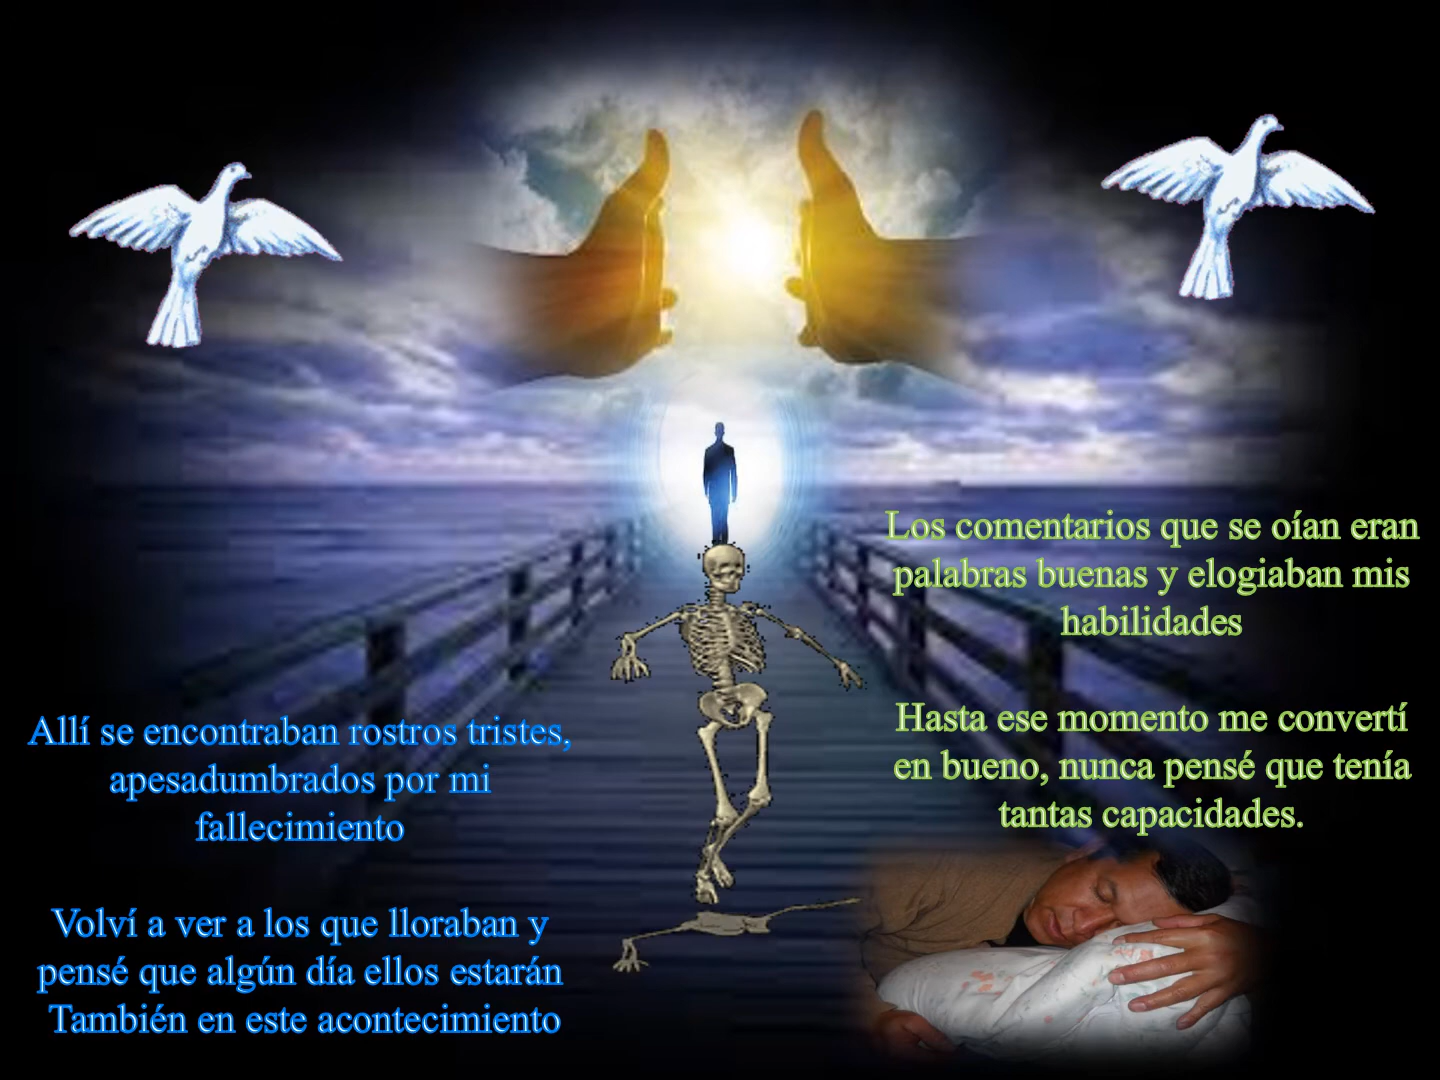 Los comentarios que se oían eran
palabras buenas y elogiaban mis
habilidades
Hasta ese momento me convertí
en bueno, nunca pensé que tenía
tantas capacidades.
Allí se encontraban rostros tristes,
apesadumbrados por mi
fallecimiento
Volví a ver a los que lloraban y
pensé que algún día ellos estarán
También en este acontecimiento